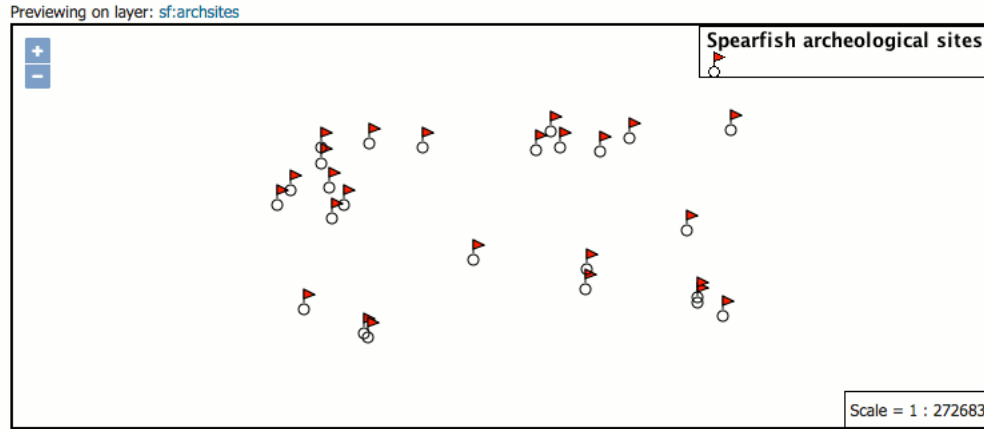 Previewing on layer: sf:archsites
+
Spearfish archeological sites
−
Scale = 1 : 272683